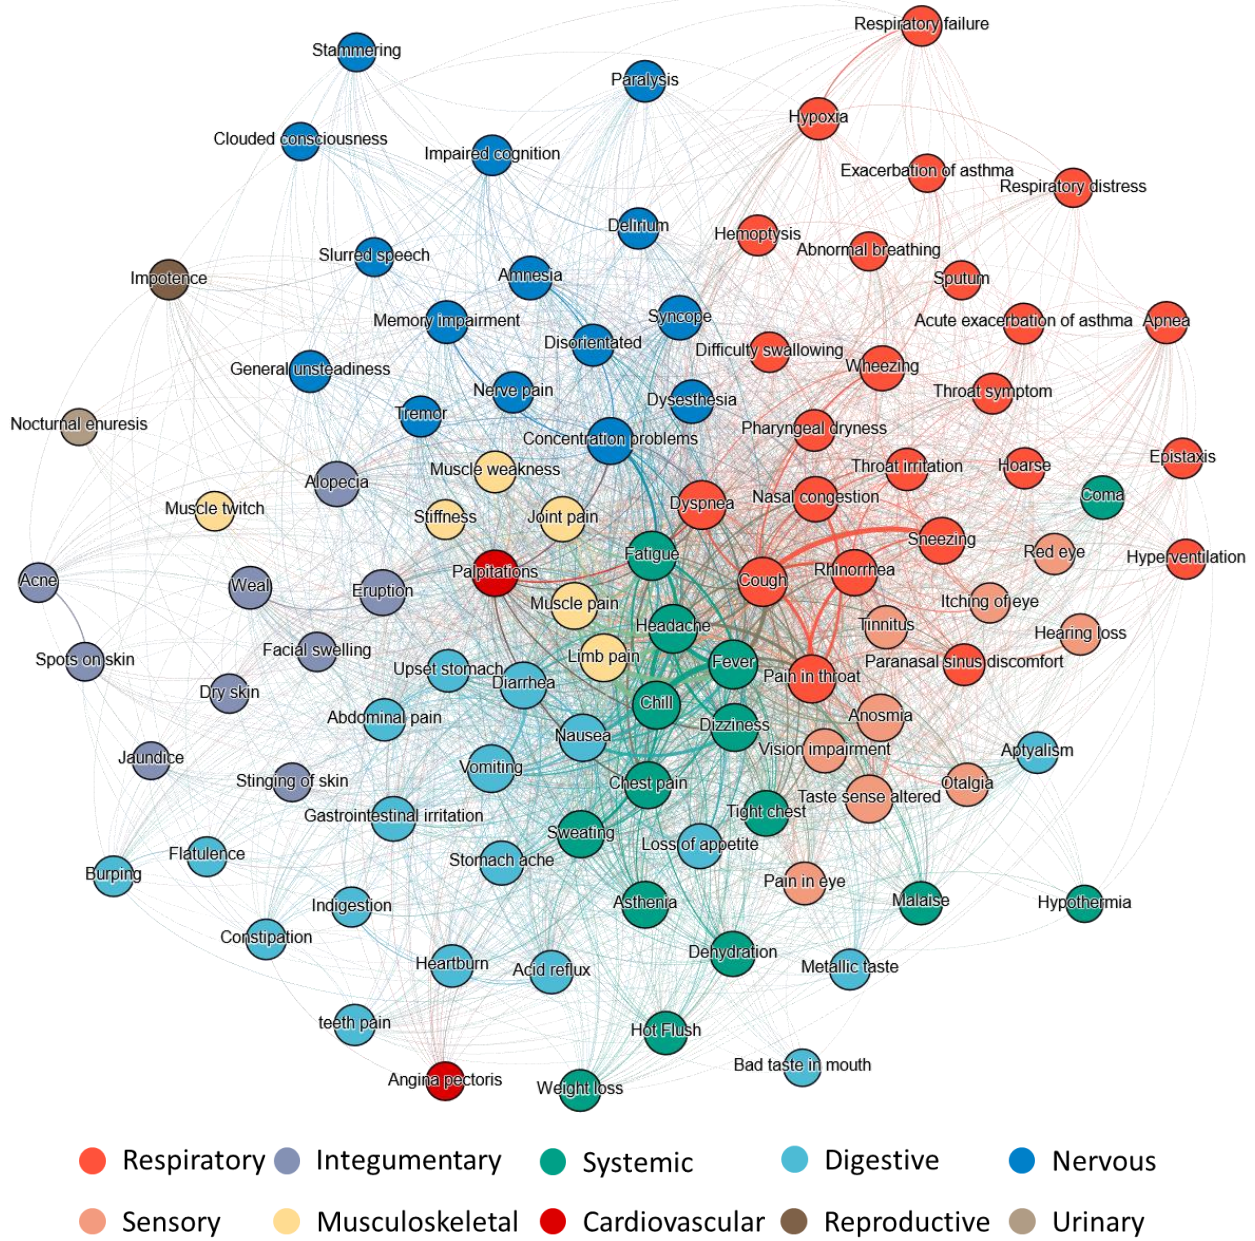 Respiratory failure
Stammering
Paralysis
Hypoxia
Clouded consciousness
Impaired cognition
Exacerbation of asthma
Respiratory distress
Delirium
Hemoptysis
Abnormal breathing
Slurred speech
Amnesia
Impotence
Sputum
Syncope
Memory impairment
Acute exacerbation of asthma
Apnea
Disorientated
Difficulty swallowing
Wheezing
General unsteadiness
Nerve pain
Throat symptom
Dysesthesia
Tremor
Nocturnal enuresis
Pharyngeal dryness
Concentration problems
Epistaxis
Muscle weakness
Throat irritation
Hoarse
Alopecia
Nasal congestion
Coma
Dyspnea
Muscle twitch
Stiffness
Joint pain
Sneezing
Fatigue
Red eye
Hyperventilation
Palpitations
Rhinorrhea
Cough
Acne
Weal
Eruption
Itching of eye
Muscle pain
Headache
Tinnitus
Hearing loss
Facial swelling
Limb pain
Spots on skin
Fever
Paranasal sinus discomfort
Upset stomach
Pain in throat
Diarrhea
Dry skin
Chill
Anosmia
Abdominal pain
Dizziness
Nausea
Vision impairment
Aptyalism
Jaundice
Vomiting
Stinging of skin
Chest pain
Otalgia
Taste sense altered
Tight chest
Gastrointestinal irritation
Sweating
Loss of appetite
Flatulence
Stomach ache
Burping
Pain in eye
Malaise
Hypothermia
Asthenia
Indigestion
Constipation
Dehydration
Heartburn
Acid reflux
Metallic taste
teeth pain
Hot Flush
Bad taste in mouth
Angina pectoris
Weight loss
Respiratory
Integumentary
Systemic
Digestive
Nervous
Sensory
Musculoskeletal
Cardiovascular
Reproductive
Urinary